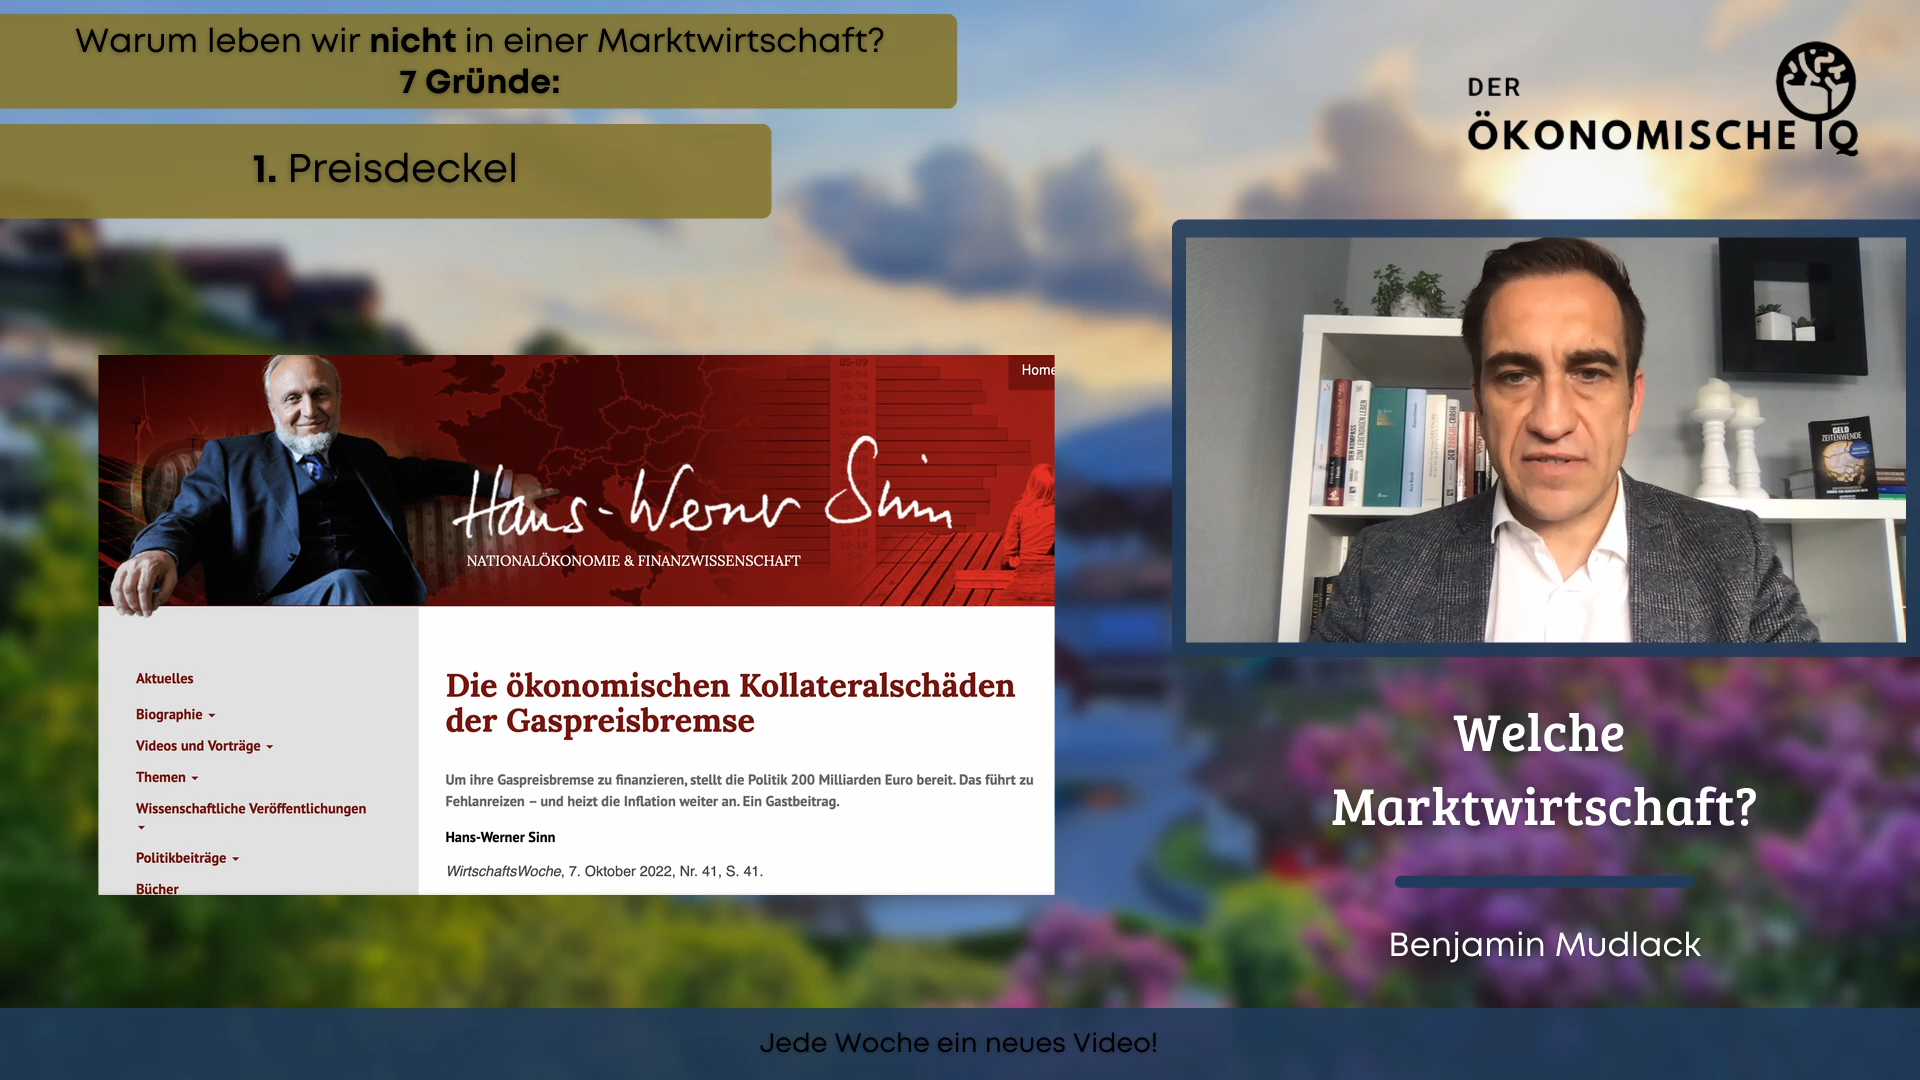 Warum leben wir nicht in einer Marktwirtschaft?
7 Gründe:
1. Preisdeckel
DER
ÖKONOMISCHE IQ
Home
Hans-Werner Sinn
NATIONALÖKONOMIE & FINANZWISSENSCHAFT
Aktuelles
Biographie
Videos und Vorträge
Themen
Wissenschaftliche Veröffentlichungen
Politikbeiträge
Bücher
Die ökonomischen Kollateralschäden
der Gaspreisbremse
Um ihre Gaspreisbremse zu finanzieren, stellt die Politik 200 Milliarden Euro bereit. Das führt zu
Fehlanreizen – und heizt die Inflation weiter an. Ein Gastbeitrag.
Hans-Werner Sinn
WirtschaftsWoche, 7. Oktober 2022, Nr. 41, S. 41.
GELD
ZEITENWENDE
Welche
Marktwirtschaft?
Benjamin Mudlack
Jede Woche ein neues Video!